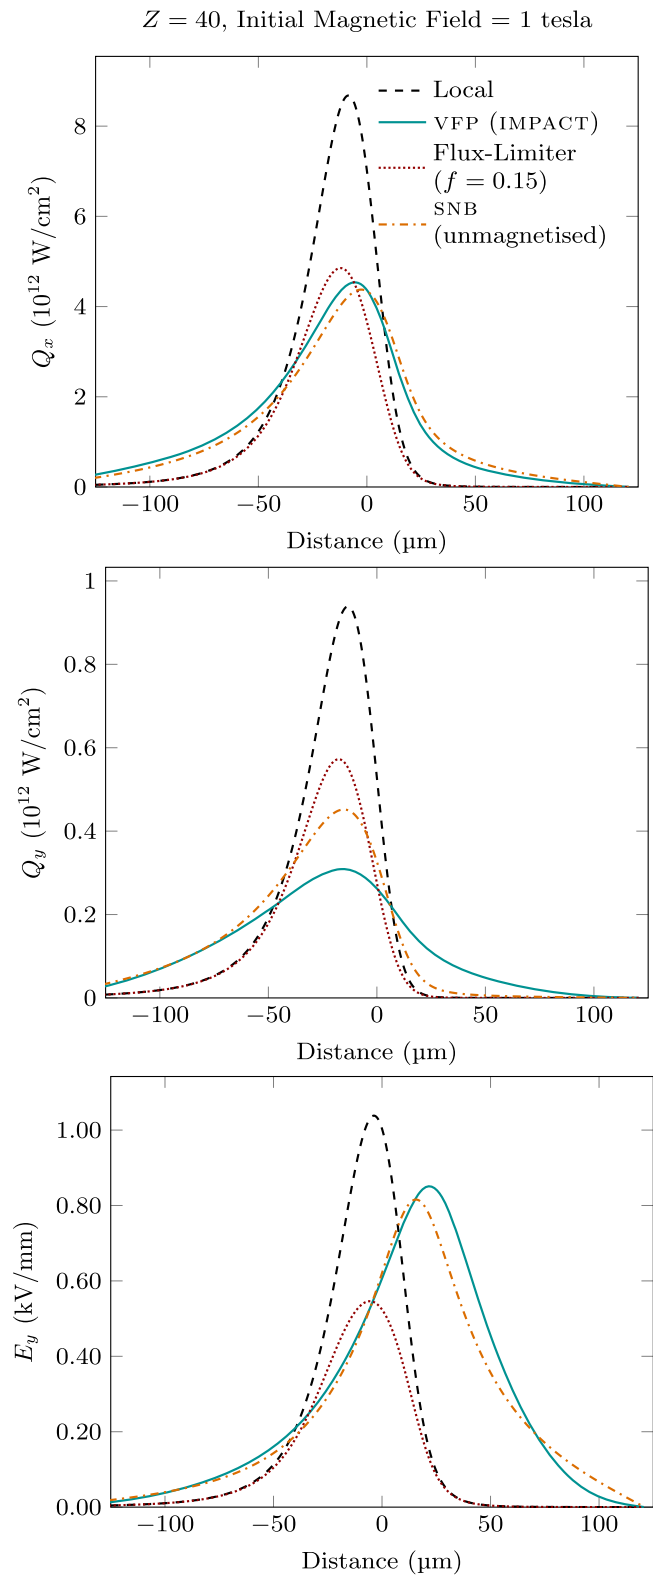 Z = 40, Initial Magnetic Field = 1 tesla
Local
VFP (IMPACT)
Flux-Limiter
(f = 0.15)
SNB
(unmagnetised)
8
6
4
2
0
Q_x (10^12 W/cm^2)
−100 −50 0 50 100
Distance (µm)
1
0.8
0.6
0.4
0.2
0
Q_y (10^12 W/cm^2)
−100 −50 0 50 100
Distance (µm)
1.00
0.80
0.60
0.40
0.20
0.00
E_y (kV/mm)
−100 −50 0 50 100
Distance (µm)